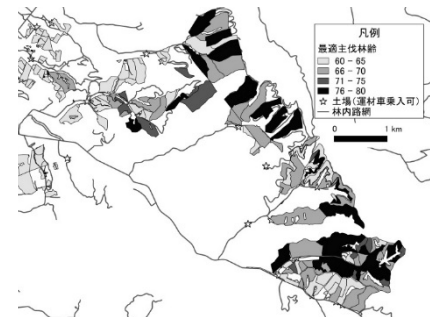 凡例
最適主伐林齢
60 – 65
66 – 70
71 – 75
76 – 80
☆ 土場(運材車乗入可)
— 林内路網
0 1 km